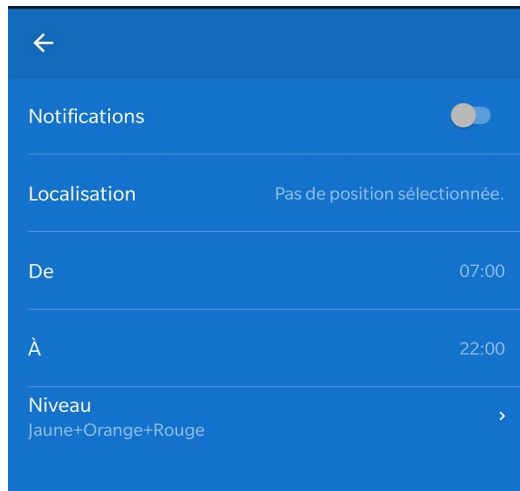 Notifications
Localisation Pas de position sélectionnée.
De 07:00
À 22:00
Niveau
Jaune+Orange+Rouge